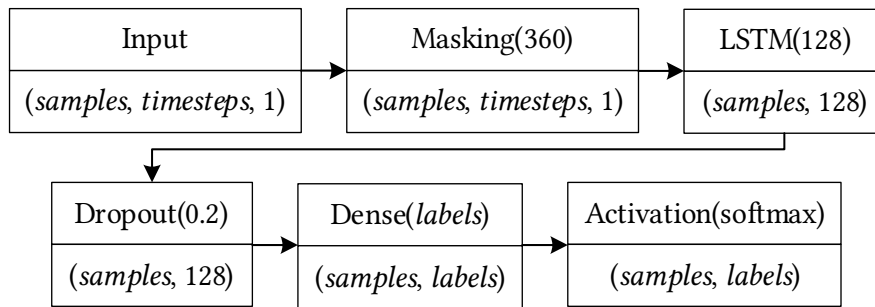 Input
(samples, timesteps, 1)
Masking(360)
(samples, timesteps, 1)
LSTM(128)
(samples, 128)
Dropout(0.2)
(samples, 128)
Dense(labels)
(samples, labels)
Activation(softmax)
(samples, labels)